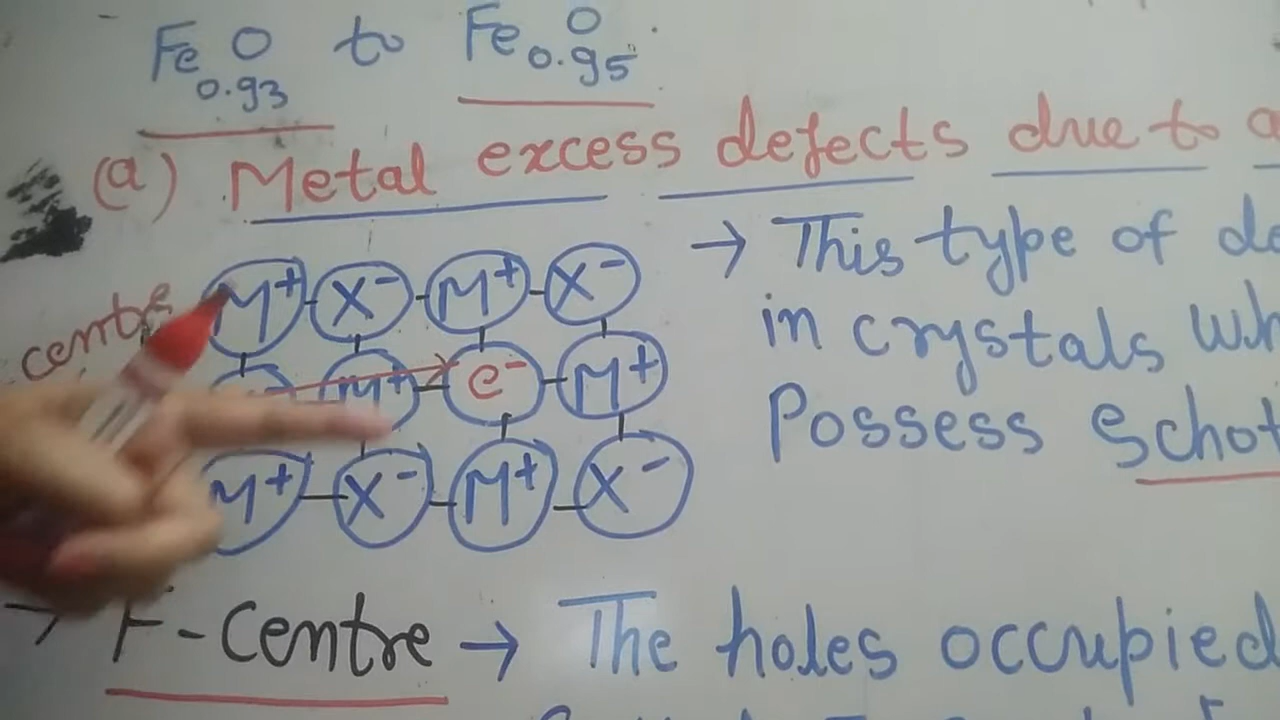 Fe0.93O to Fe0.95O
(a) Metal excess defects due to a
→ This type of de
M+ X- M+ X-
centre
in crystals wh
M+ e- M+
Possess Schot
M+ X- M+ X-
→ F-Centre → The holes occupied